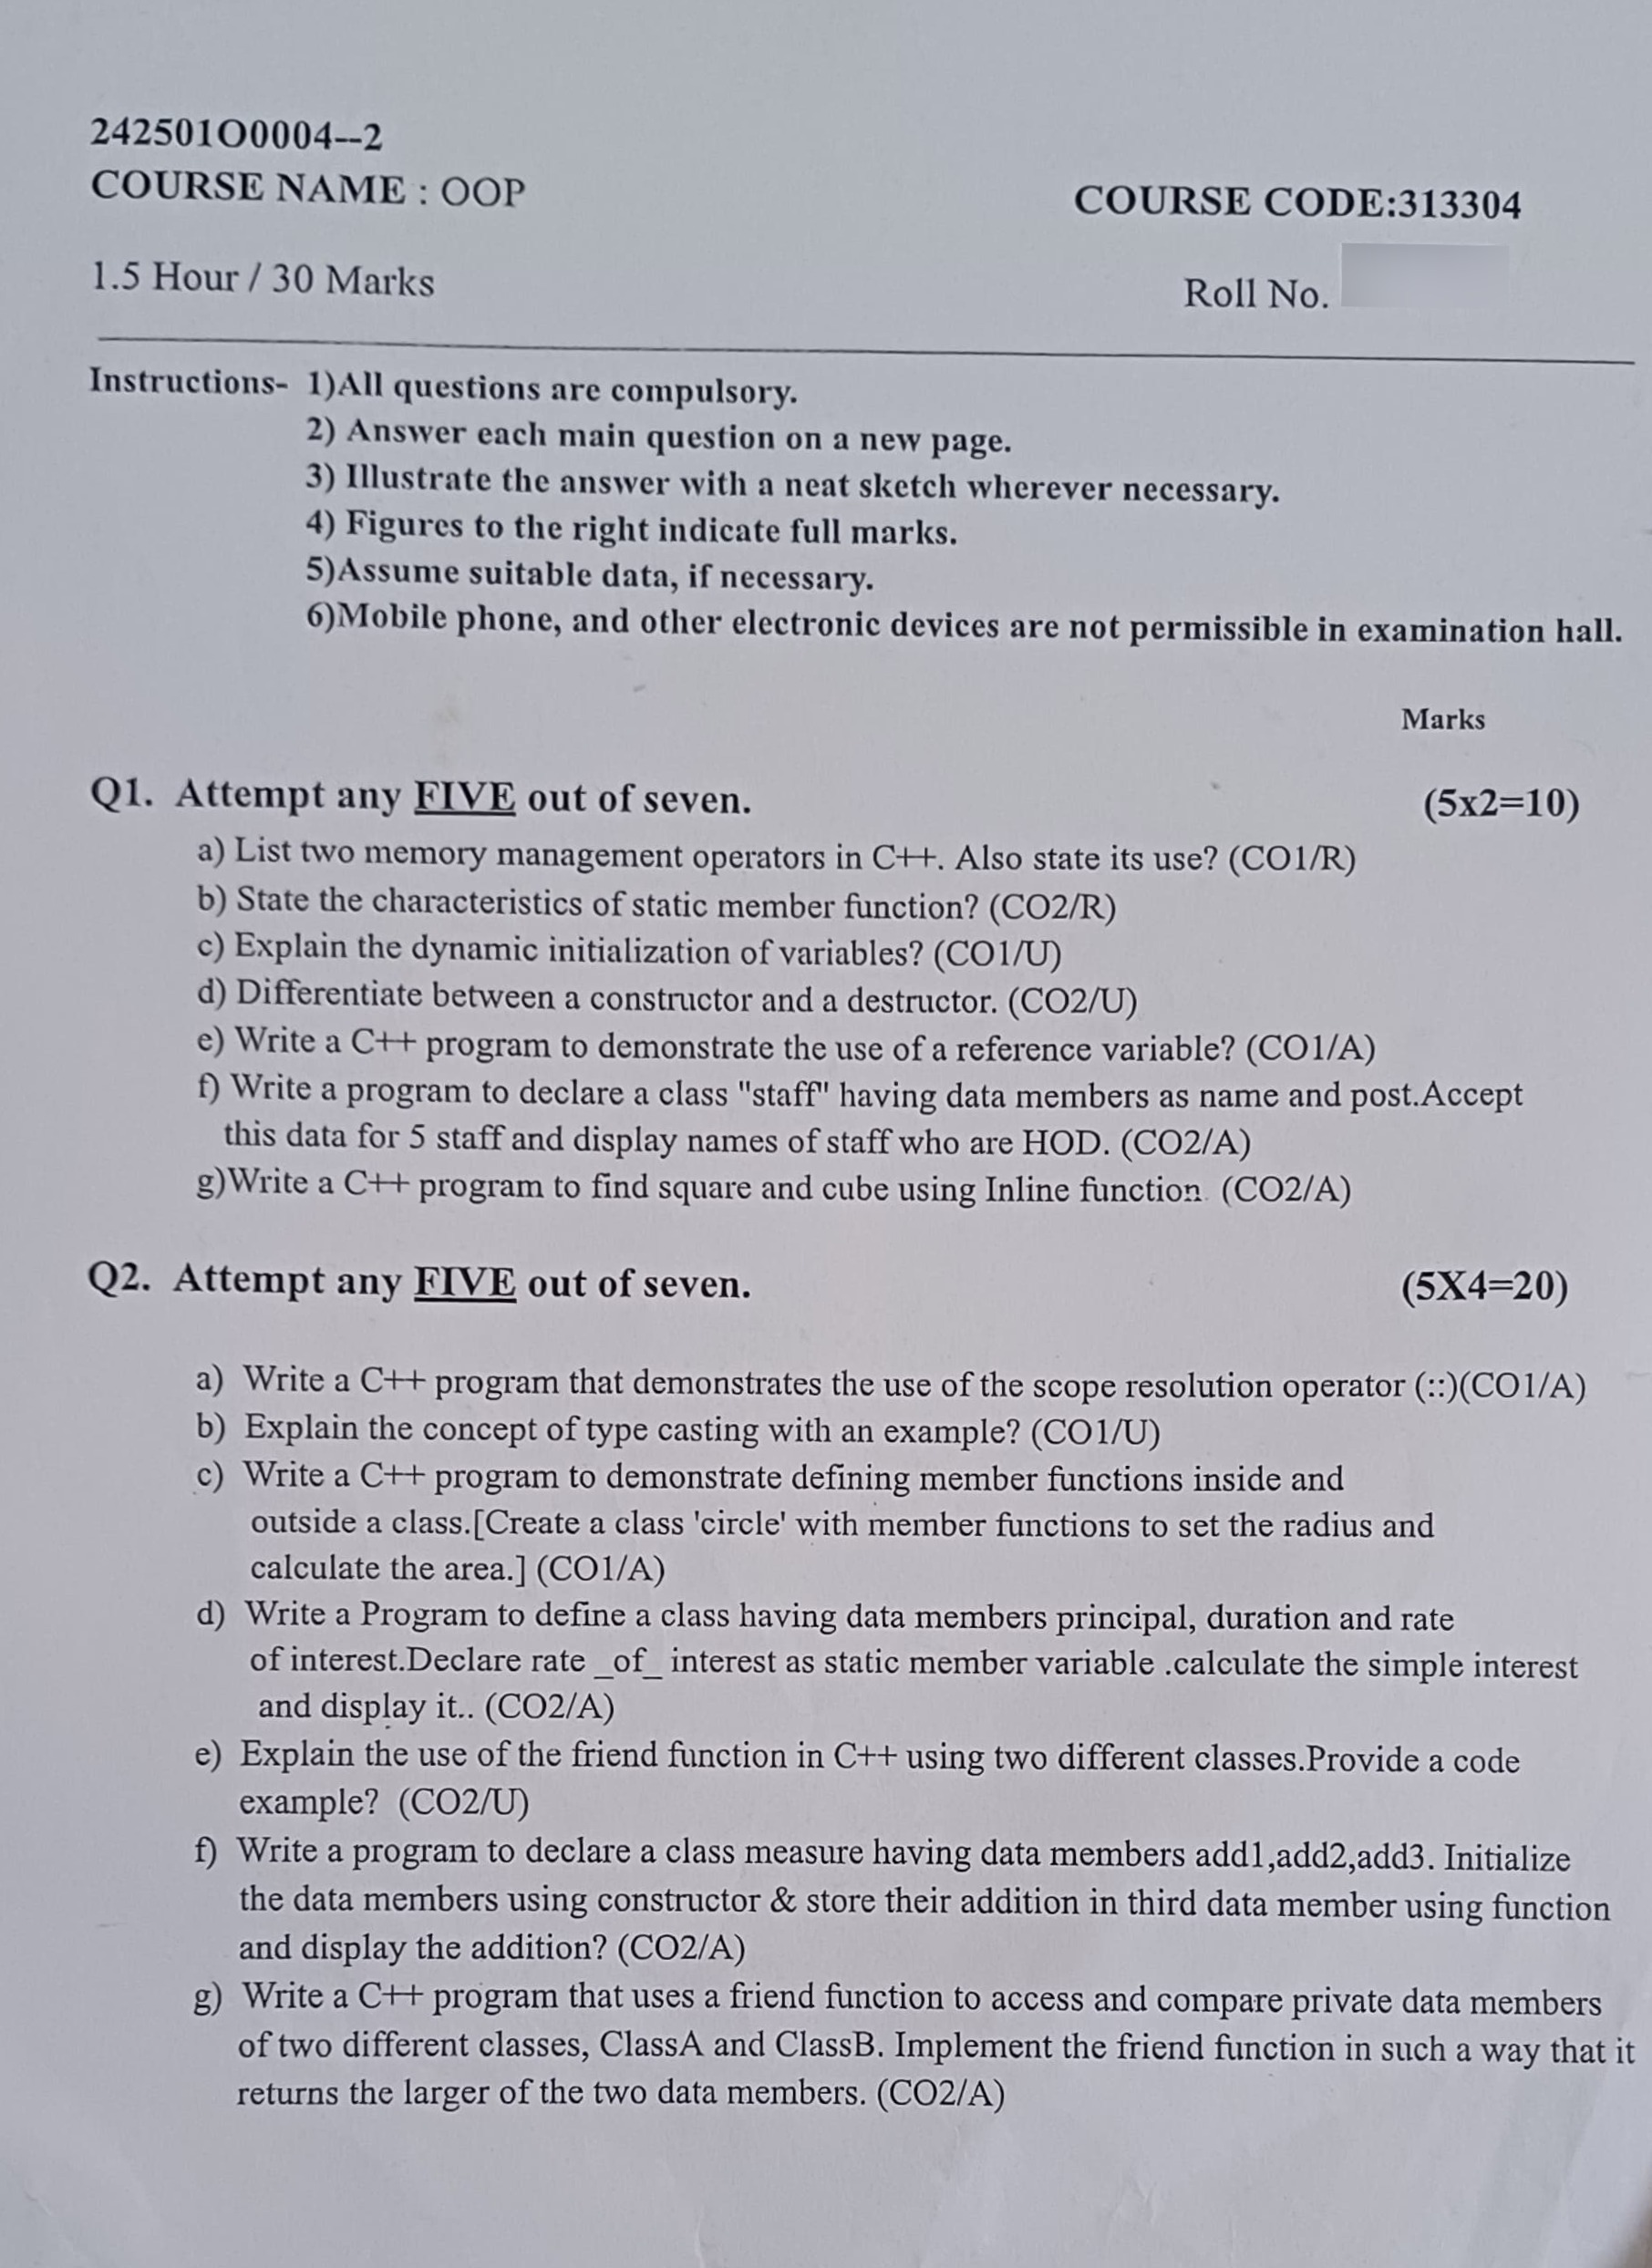 242501O0004--2
COURSE NAME : OOP
COURSE CODE:313304
1.5 Hour / 30 Marks
Roll No.
Instructions- 1)All questions are compulsory.
2) Answer each main question on a new page.
3) Illustrate the answer with a neat sketch wherever necessary.
4) Figures to the right indicate full marks.
5)Assume suitable data, if necessary.
6)Mobile phone, and other electronic devices are not permissible in examination hall.
Marks
Q1. Attempt any FIVE out of seven. (5x2=10)
a) List two memory management operators in C++. Also state its use? (CO1/R)
b) State the characteristics of static member function? (CO2/R)
c) Explain the dynamic initialization of variables? (CO1/U)
d) Differentiate between a constructor and a destructor. (CO2/U)
e) Write a C++ program to demonstrate the use of a reference variable? (CO1/A)
f) Write a program to declare a class "staff" having data members as name and post.Accept
this data for 5 staff and display names of staff who are HOD. (CO2/A)
g)Write a C++ program to find square and cube using Inline function. (CO2/A)
Q2. Attempt any FIVE out of seven. (5X4=20)
a) Write a C++ program that demonstrates the use of the scope resolution operator (::)(CO1/A)
b) Explain the concept of type casting with an example? (CO1/U)
c) Write a C++ program to demonstrate defining member functions inside and
outside a class.[Create a class 'circle' with member functions to set the radius and
calculate the area.] (CO1/A)
d) Write a Program to define a class having data members principal, duration and rate
of interest.Declare rate _of_ interest as static member variable .calculate the simple interest
and display it.. (CO2/A)
e) Explain the use of the friend function in C++ using two different classes.Provide a code
example? (CO2/U)
f) Write a program to declare a class measure having data members add1,add2,add3. Initialize
the data members using constructor & store their addition in third data member using function
and display the addition? (CO2/A)
g) Write a C++ program that uses a friend function to access and compare private data members
of two different classes, ClassA and ClassB. Implement the friend function in such a way that it
returns the larger of the two data members. (CO2/A)